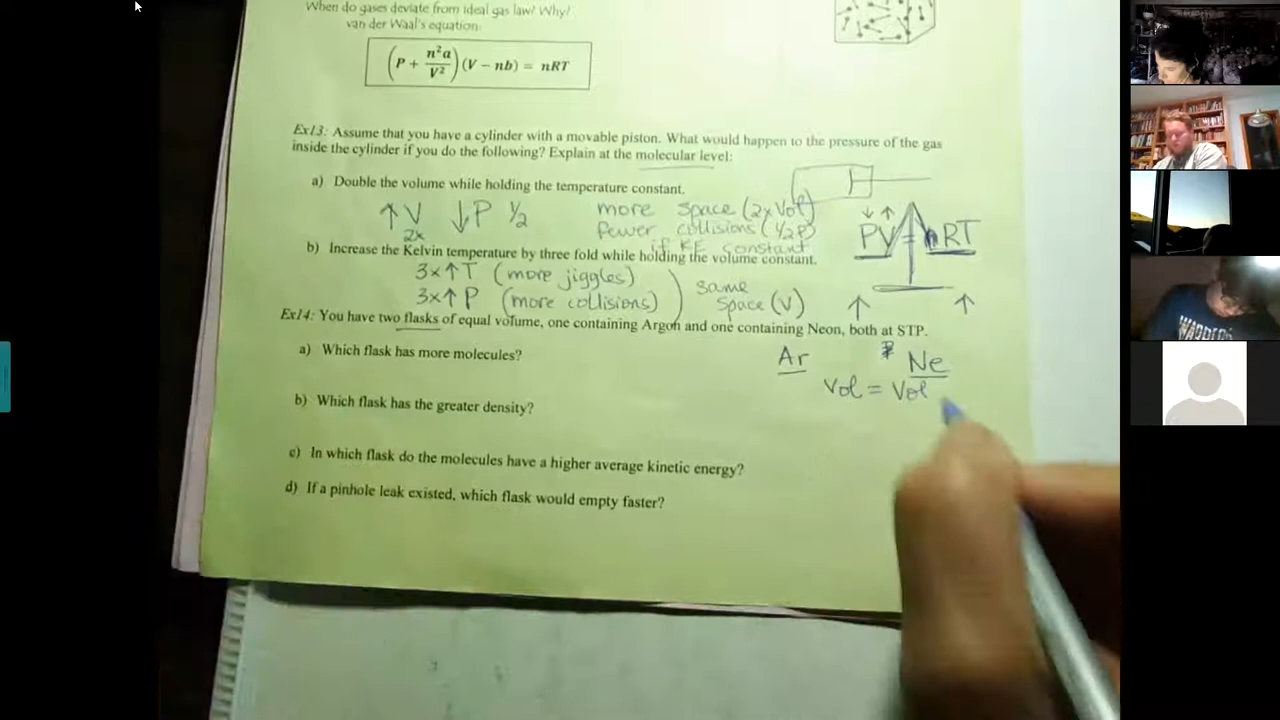 When do gases deviate from ideal gas law? Why?
van der Waal's equation:
(P + n²a/V²) (V − nb) = nRT
Ex13: Assume that you have a cylinder with a movable piston. What would happen to the pressure of the gas
inside the cylinder if you do the following? Explain at the molecular level:
a) Double the volume while holding the temperature constant.
↑V 2x ↓P ½
more space (2x Vol)
fewer collisions (½P)
if KE constant
↓ ↑
PV = nRT
↑ ↑
b) Increase the Kelvin temperature by three fold while holding the volume constant.
3x↑T (more jiggles)
3x↑P (more collisions)
same
space (V)
Ex14: You have two flasks of equal volume, one containing Argon and one containing Neon, both at STP.
a) Which flask has more molecules?
Ar Ne
Vol = Vol
b) Which flask has the greater density?
c) In which flask do the molecules have a higher average kinetic energy?
d) If a pinhole leak existed, which flask would empty faster?
WARRIORS